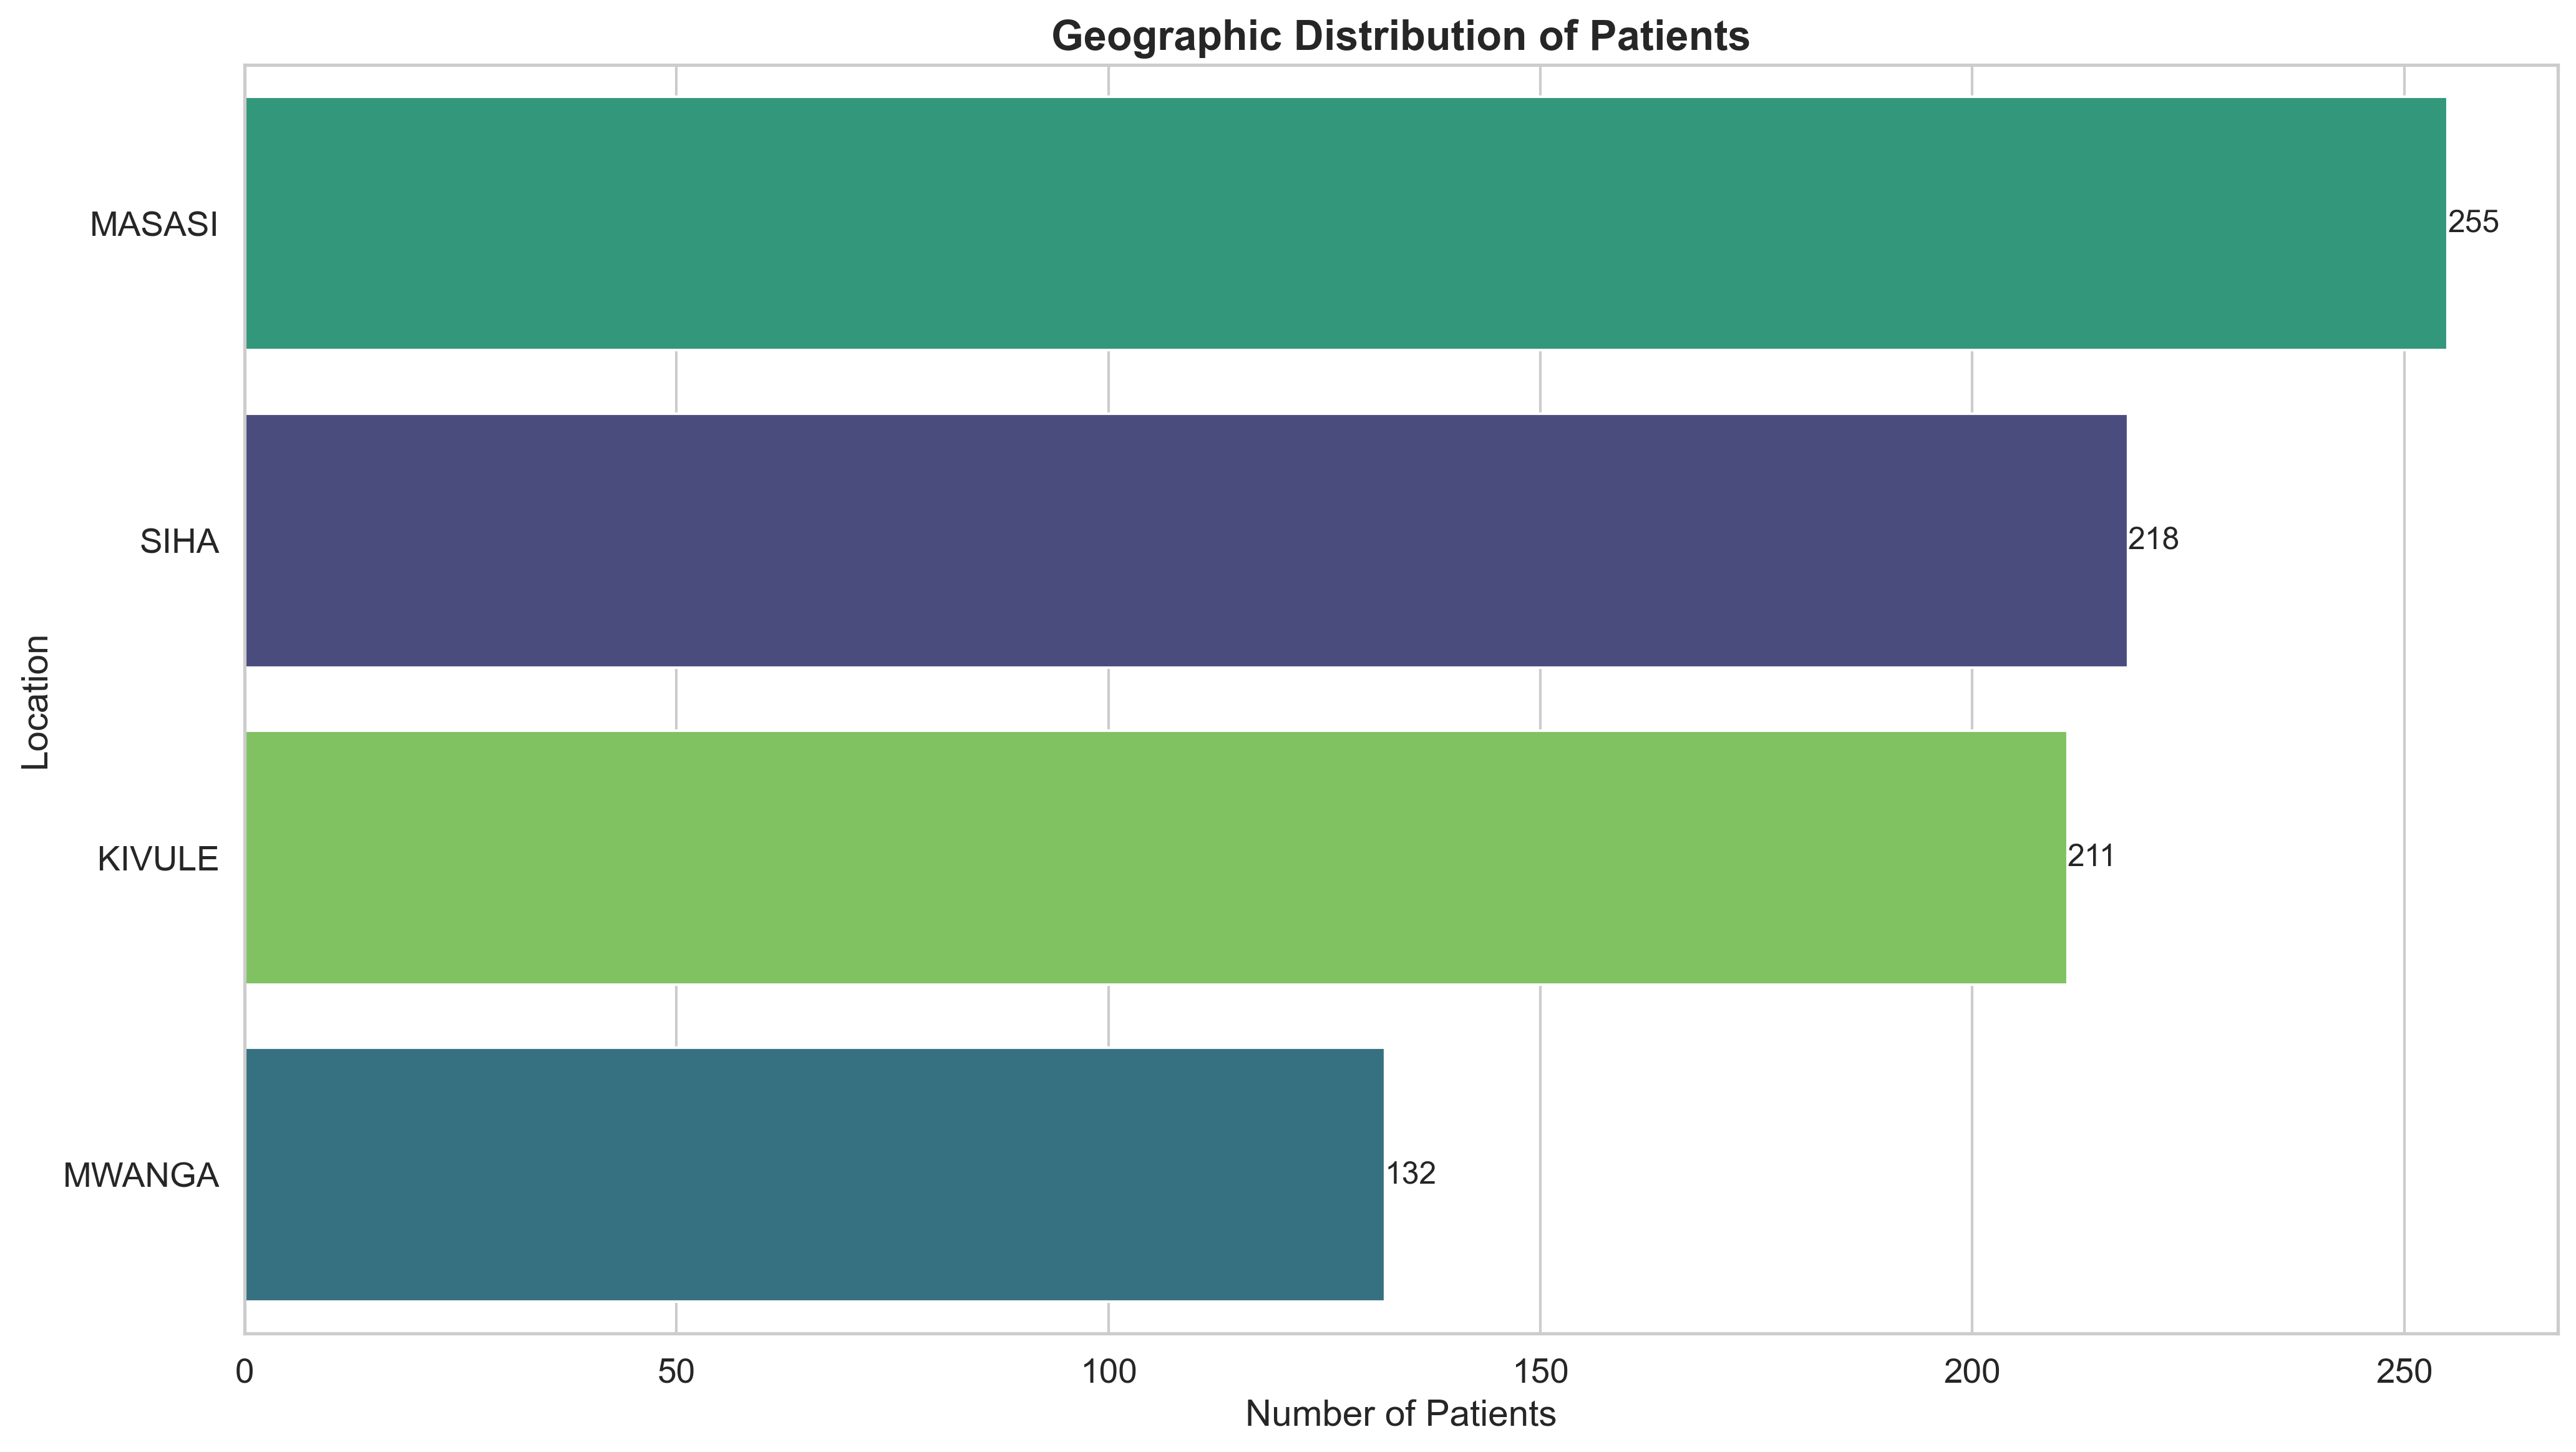 Geographic Distribution of Patients
MASASI
255
SIHA
218
KIVULE
211
MWANGA
132
Location
0 50 100 150 200 250
Number of Patients